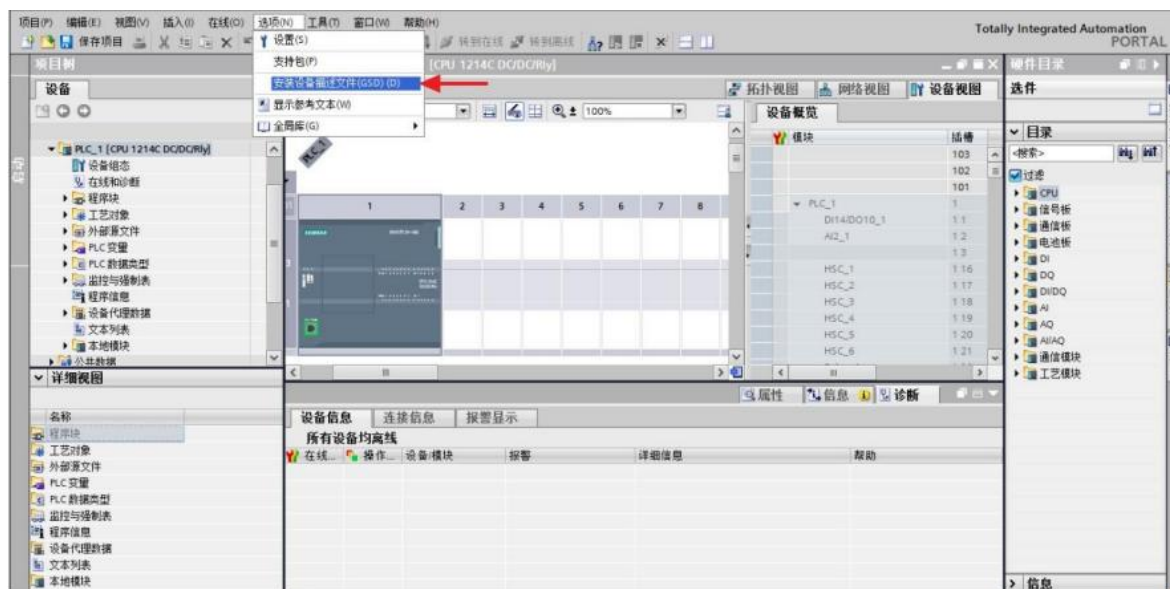 项目(P) 编辑(E) 视图(V) 插入(I) 在线(O) 选项(N) 工具(T) 窗口(W) 帮助(H)
Totally Integrated Automation
PORTAL
保存项目
转到在线 转到离线
设置(S)
支持包(P)
安装设备描述文件(GSD) (D)
显示参考文本(W)
全局库(G)
项目树
[CPU 1214C DC/DC/Rly]
硬件目录
设备
拓扑视图 网络视图 设备视图
选件
100%
设备概览
目录
<搜索>
过滤
PLC_1 [CPU 1214C DC/DC/Rly]
设备组态
在线和诊断
程序块
工艺对象
外部源文件
PLC 变量
PLC 数据类型
监控与强制表
程序信息
设备代理数据
文本列表
本地模块
公共数据
PLC_1
1 2 3 4 5 6 7 8
模块 插槽
103
102
101
PLC_1 1
DI14/DO10_1 1 1
AI2_1 1 2
1 3
HSC_1 1 16
HSC_2 1 17
HSC_3 1 18
HSC_4 1 19
HSC_5 1 20
HSC_6 1 21
CPU
信号板
通信板
电池板
DI
DQ
DI/DQ
AI
AQ
AI/AQ
通信模块
工艺模块
详细视图
名称
程序块
工艺对象
外部源文件
PLC 变量
PLC 数据类型
监控与强制表
程序信息
设备代理数据
文本列表
本地模块
属性 信息 诊断
设备信息 连接信息 报警显示
所有设备均离线
在线... 操作... 设备/模块 报警 详细信息 帮助
信息